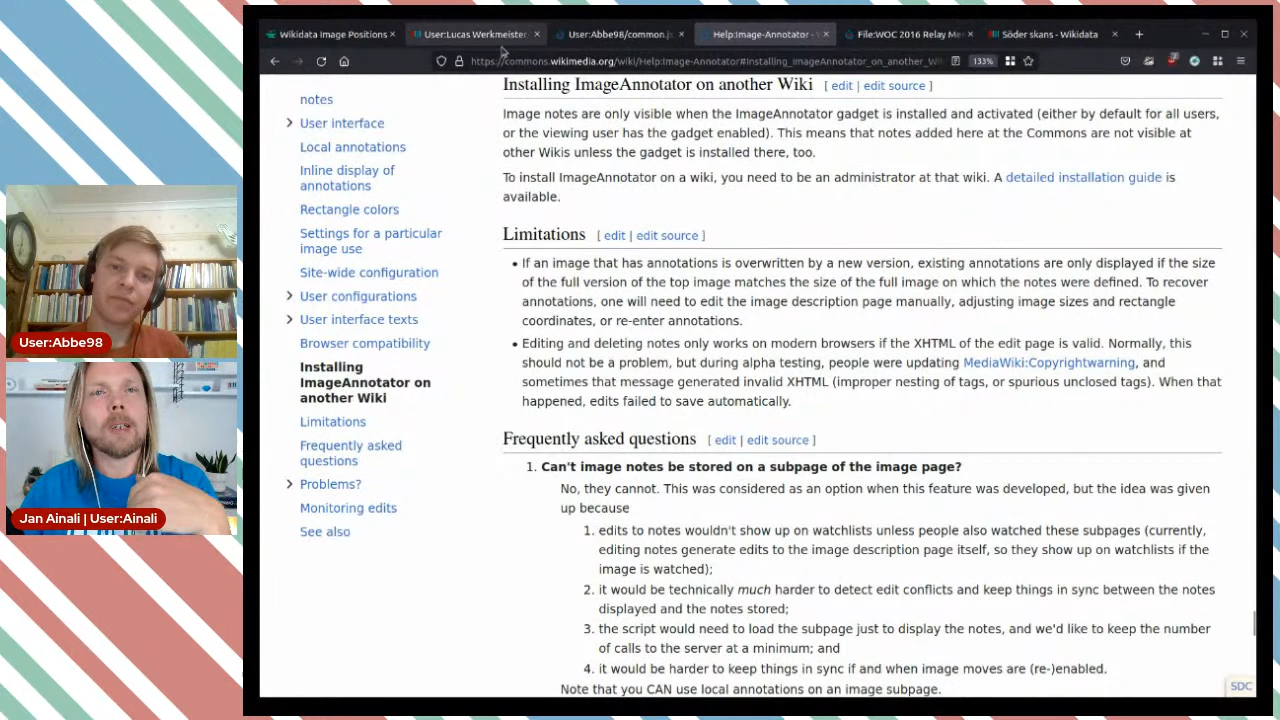 Wikidata Image Positions
User:Lucas Werkmeister
User:Abbe98/common.js
Help:Image-Annotator - W
File:WOC 2016 Relay Me
Söder skans - Wikidata
https://commons.wikimedia.org/wiki/Help:Image-Annotator#Installing_ImageAnnotator_on_another_W
133%
notes
User interface
Local annotations
Inline display of
annotations
Rectangle colors
Settings for a particular
image use
Site-wide configuration
User configurations
User interface texts
Browser compatibility
Installing
ImageAnnotator on
another Wiki
Limitations
Frequently asked
questions
Problems?
Monitoring edits
See also
Installing ImageAnnotator on another Wiki [ edit | edit source ]
Image notes are only visible when the ImageAnnotator gadget is installed and activated (either by default for all users,
or the viewing user has the gadget enabled). This means that notes added here at the Commons are not visible at
other Wikis unless the gadget is installed there, too.
To install ImageAnnotator on a wiki, you need to be an administrator at that wiki. A detailed installation guide is
available.
Limitations [ edit | edit source ]
• If an image that has annotations is overwritten by a new version, existing annotations are only displayed if the size
of the full version of the top image matches the size of the full image on which the notes were defined. To recover
annotations, one will need to edit the image description page manually, adjusting image sizes and rectangle
coordinates, or re-enter annotations.
• Editing and deleting notes only works on modern browsers if the XHTML of the edit page is valid. Normally, this
should not be a problem, but during alpha testing, people were updating MediaWiki:Copyrightwarning, and
sometimes that message generated invalid XHTML (improper nesting of tags, or spurious unclosed tags). When that
happened, edits failed to save automatically.
Frequently asked questions [ edit | edit source ]
1. Can't image notes be stored on a subpage of the image page?
No, they cannot. This was considered as an option when this feature was developed, but the idea was given
up because
1. edits to notes wouldn't show up on watchlists unless people also watched these subpages (currently,
editing notes generate edits to the image description page itself, so they show up on watchlists if the
image is watched);
2. it would be technically much harder to detect edit conflicts and keep things in sync between the notes
displayed and the notes stored;
3. the script would need to load the subpage just to display the notes, and we'd like to keep the number
of calls to the server at a minimum; and
4. it would be harder to keep things in sync if and when image moves are (re-)enabled.
Note that you CAN use local annotations on an image subpage.
SDC
User:Abbe98
Jan Ainali | User:Ainali